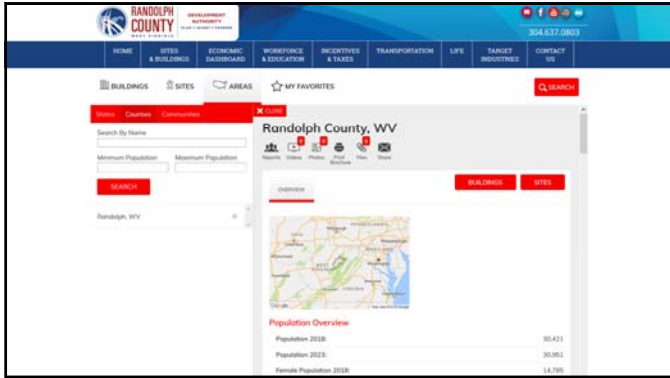 RANDOLPH
COUNTY
WEST VIRGINIA
DEVELOPMENT
AUTHORITY
304.637.0803
HOME
SITES
& BUILDINGS
ECONOMIC
DASHBOARD
WORKFORCE
& EDUCATION
INCENTIVES
& TAXES
TRANSPORTATION
LIFE
TARGET
INDUSTRIES
CONTACT
US
BUILDINGS
SITES
AREAS
MY FAVORITES
SEARCH
States Counties Communities
Search By Name
Minimum Population Maximum Population
SEARCH
Randolph, WV
CLOSE
Randolph County, WV
Reports Videos Photos Print
Brochure Files Share
OVERVIEW
BUILDINGS SITES
Population Overview
Population 2018: 30,421
Population 2023: 30,951
Female Population 2018: 14,785